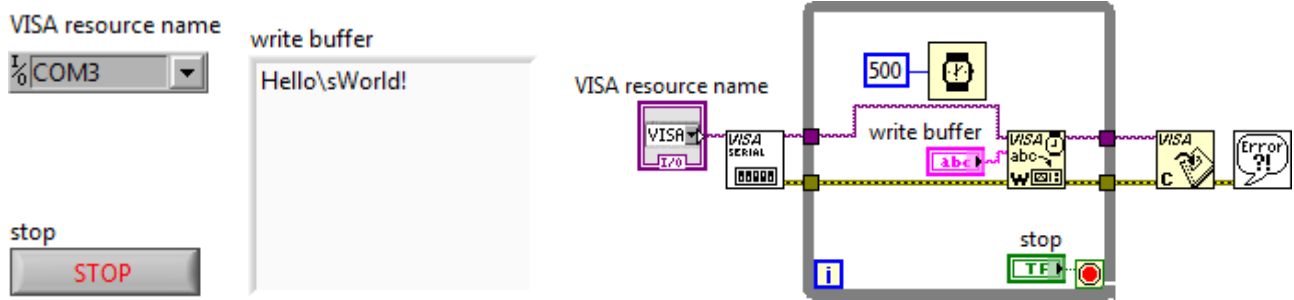 VISA resource name
I/O COM3
write buffer
Hello\sWorld!
stop
STOP
VISA resource name
VISA
I/O
VISA
SERIAL
500
write buffer
abc
VISA
abc
W
stop
TF
i
VISA
C
Error
?!